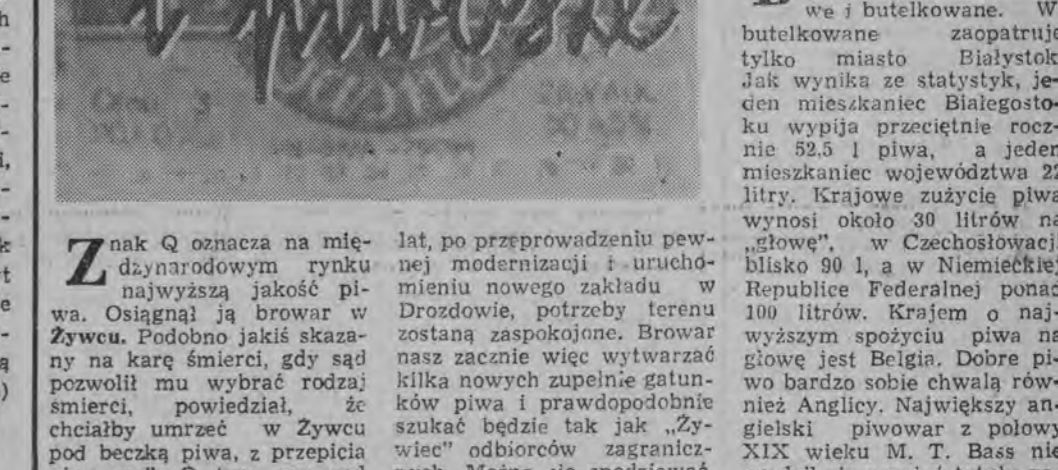 Znak Q oznacza na mię-
dzynarodowym rynku
najwyższą jakość pi-
wa. Osiągnął ją browar w
Żywcu. Podobno jakiś skaza-
ny na karę śmierci, gdy sąd
pozwolił mu wybrać rodzaj
smierci, powiedział, że
chciałby umrzeć w Żywcu
pod beczką piwa, z przepicia
lat, po przeprowadzeniu pew-
nej modernizacji i urucho-
mieniu nowego zakładu w
Drozdowie, potrzeby terenu
zostaną zaspokojone. Browar
nasz zacznie więc wytwarzać
kilka nowych zupełnie gatun-
ków piwa i prawdopodobnie
szukać będzie tak jak „Ży-
wiec" odbiorców zagranicz-
nych. Można się spodziewać,
we i butelkowane. W
butelkowane zaopatruje
tylko miasto Białystok
Jak wynika ze statystyk, je-
den mieszkaniec Białegosto-
ku wypija przeciętnie rocz-
nie 52,5 l piwa, a jeden
mieszkaniec województwa 22
litry. Krajowe zużycie piwa
wynosi około 30 litrów na
„głowę", w Czechosłowacji
blisko 90 l, a w Niemieckiej
Republice Federalnej ponad
100 litrów. Krajem o naj-
wyższym spożyciu piwa na
głowę jest Belgia. Dobre pi-
wo bardzo sobie chwalą rów-
nież Anglicy. Największy an-
gielski piwowar z połowy
XIX wieku M. T. Bass nie